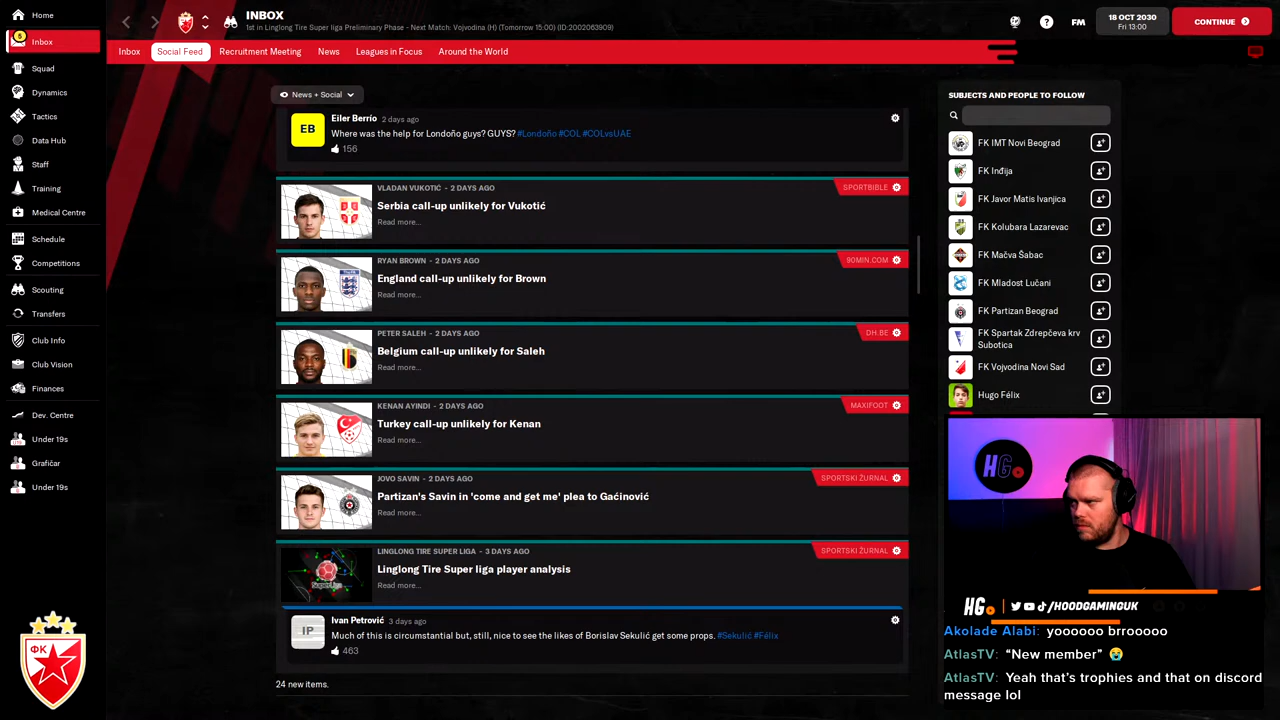 Home
Inbox
5
Squad
Dynamics
Tactics
Data Hub
Staff
Training
Medical Centre
Schedule
Competitions
Scouting
Transfers
Club Info
Club Vision
Finances
Dev. Centre
Under 19s
Grafičar
Under 19s
INBOX
1st in Linglong Tire Super liga Preliminary Phase - Next Match: Vojvodina (H) (Tomorrow 15:00) (ID:2002063909)
FM
18 OCT 2030
Fri 13:00
CONTINUE
Inbox
Social Feed
Recruitment Meeting
News
Leagues in Focus
Around the World
News + Social
Eiler Berrío 2 days ago
EB
Where was the help for Londoño guys? GUYS? #Londoño #COL #COLvsUAE
156
VLADAN VUKOTIĆ - 2 DAYS AGO
SPORTBIBLE
Serbia call-up unlikely for Vukotić
Read more...
RYAN BROWN - 2 DAYS AGO
90MIN.COM
England call-up unlikely for Brown
Read more...
PETER SALEH - 2 DAYS AGO
DH.BE
Belgium call-up unlikely for Saleh
Read more...
KENAN AYINDI - 2 DAYS AGO
MAXIFOOT
Turkey call-up unlikely for Kenan
Read more...
JOVO SAVIN - 2 DAYS AGO
SPORTSKI ŽURNAL
Partizan's Savin in 'come and get me' plea to Gaćinović
Read more...
LINGLONG TIRE SUPER LIGA - 3 DAYS AGO
SPORTSKI ŽURNAL
Linglong Tire Super liga player analysis
Read more...
Ivan Petrović 3 days ago
IP
Much of this is circumstantial but, still, nice to see the likes of Borislav Sekulić get some props. #Sekulić #Félix
463
24 new items.
SUBJECTS AND PEOPLE TO FOLLOW
FK IMT Novi Beograd
FK Inđija
FK Javor Matis Ivanjica
FK Kolubara Lazarevac
FK Mačva Šabac
FK Mladost Lučani
FK Partizan Beograd
FK Spartak Zdrepčeva krv
Subotica
FK Vojvodina Novi Sad
Hugo Félix
HG
HG /HOODGAMINGUK
Akolade Alabi: yoooooo brrooooo
AtlasTV: “New member” 😭
AtlasTV: Yeah that’s trophies and that on discord
message lol
ФК